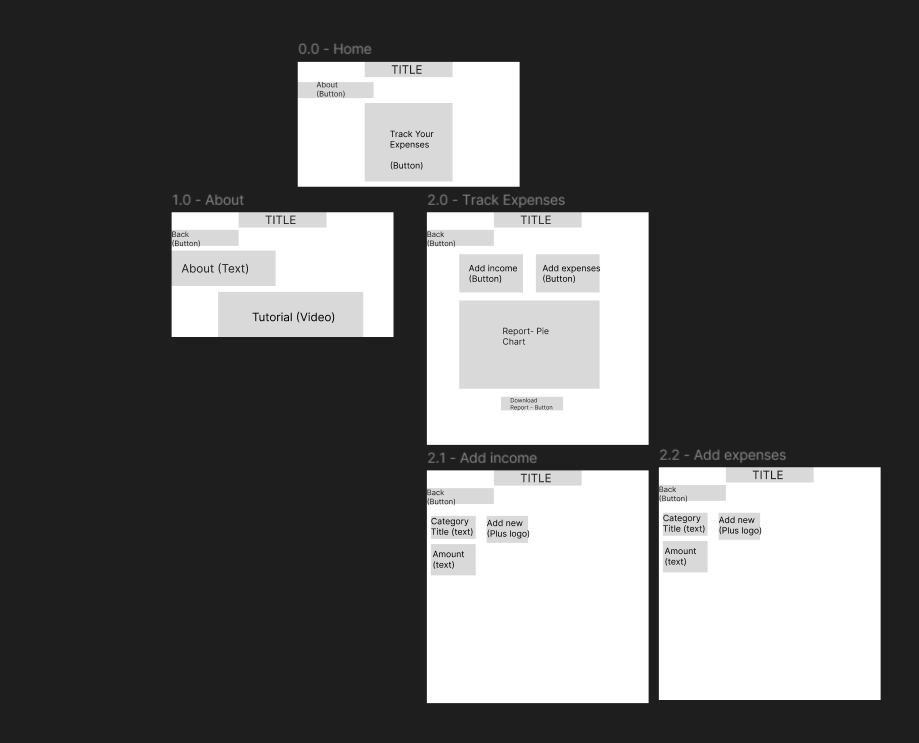 0.0 - Home
TITLE
About
(Button)
Track Your
Expenses
(Button)
1.0 - About
TITLE
Back
(Button)
About (Text)
Tutorial (Video)
2.0 - Track Expenses
TITLE
Back
(Button)
Add income
(Button)
Add expenses
(Button)
Report- Pie
Chart
Download
Report - Button
2.1 - Add income
TITLE
Back
(Button)
Category
Title (text)
Add new
(Plus logo)
Amount
(text)
2.2 - Add expenses
TITLE
Back
(Button)
Category
Title (text)
Add new
(Plus logo)
Amount
(text)